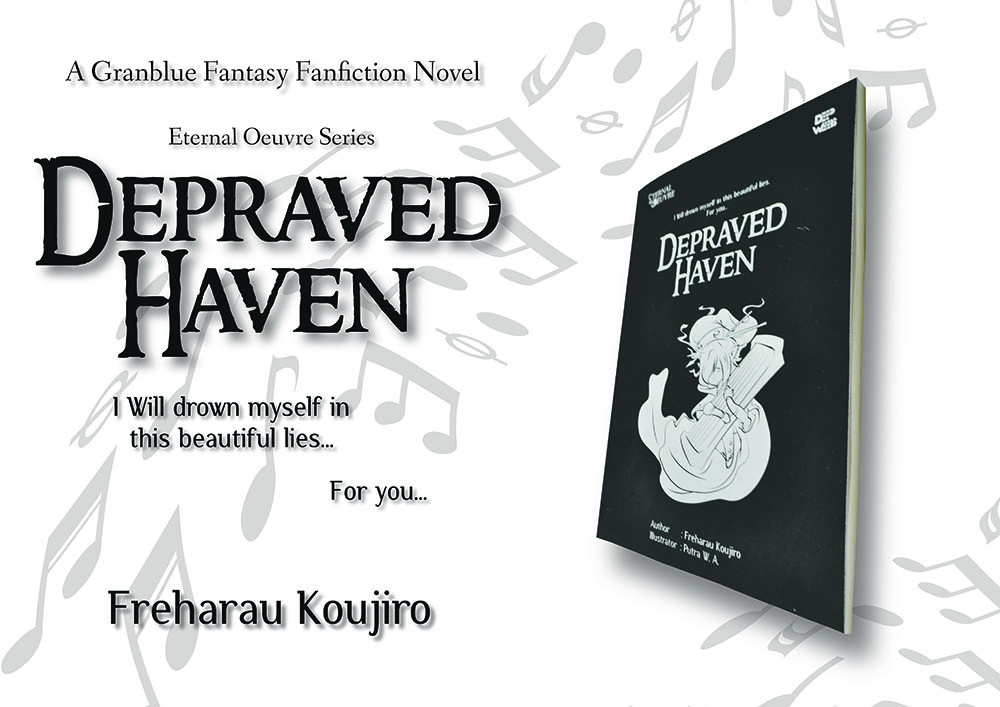 A Granblue Fantasy Fanfiction Novel
Eternal Oeuvre Series
DEPRAVED
HAVEN
I Will drown myself in
this beautiful lies...
For you...
Freharau Koujiro
DEEP
WEEBS
ETERNAL
OEUVRE
I Will drown myself in this beautiful lies.
For you...
DEPRAVED
HAVEN
Author : Freharau Koujiro
Illustrator : Putra W. A.